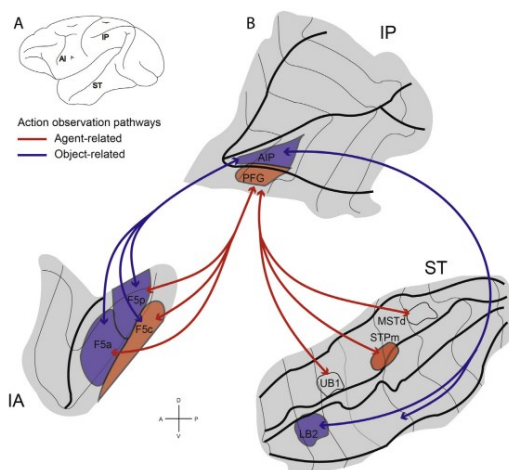 A
IP
AI
ST
Action observation pathways
Agent-related
Object-related
B
IP
AIP
PFG
F5p
F5c
F5a
IA
D
A P
V
ST
MSTd
STPm
UB1
LB2